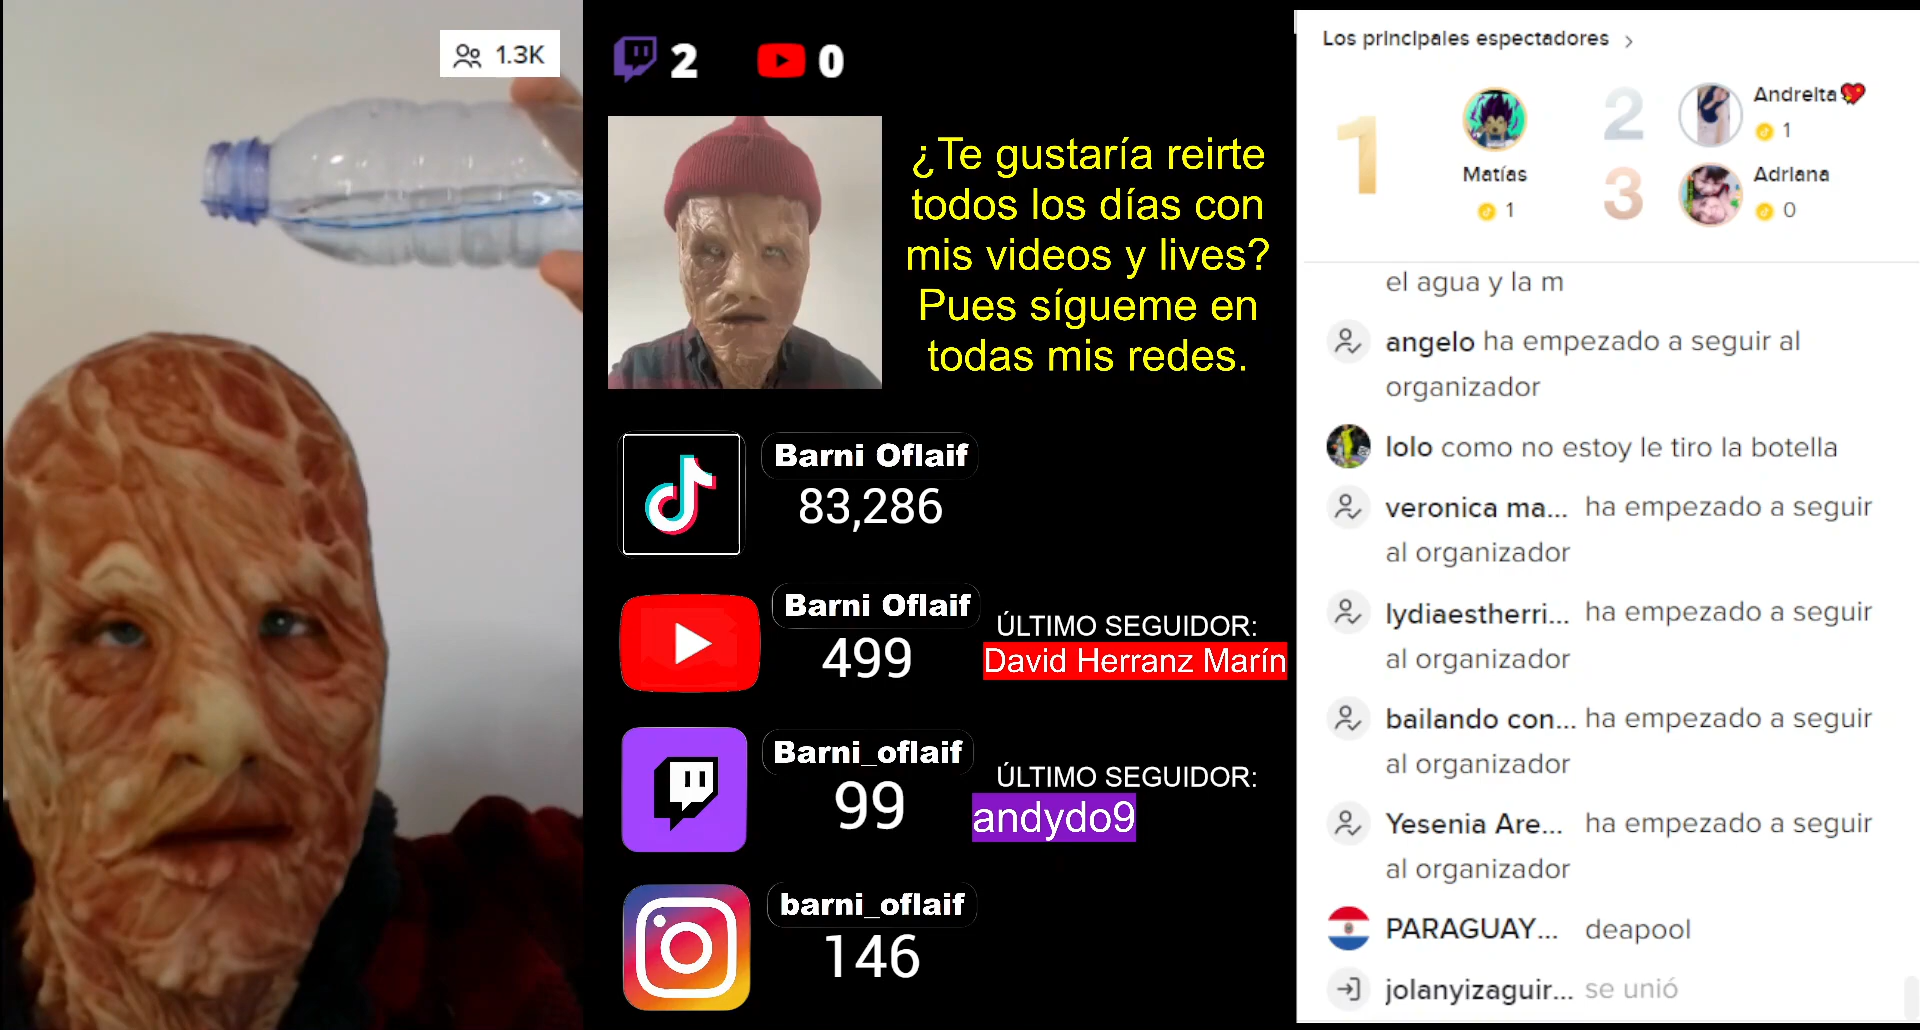 1.3K
2
0
¿Te gustaría reirte
todos los días con
mis videos y lives?
Pues sígueme en
todas mis redes.
Barni Oflaif
83,286
Barni Oflaif
499
ÚLTIMO SEGUIDOR:
David Herranz Marín
Barni_oflaif
99
ÚLTIMO SEGUIDOR:
andydo9
barni_oflaif
146
Los principales espectadores >
1
Matías
1
2
Andreita
1
3
Adriana
0
el agua y la m
angelo ha empezado a seguir al
organizador
lolo como no estoy le tiro la botella
veronica ma... ha empezado a seguir
al organizador
lydiaestherri... ha empezado a seguir
al organizador
bailando con... ha empezado a seguir
al organizador
Yesenia Are... ha empezado a seguir
al organizador
PARAGUAY... deapool
jolanyizaguir... se unió